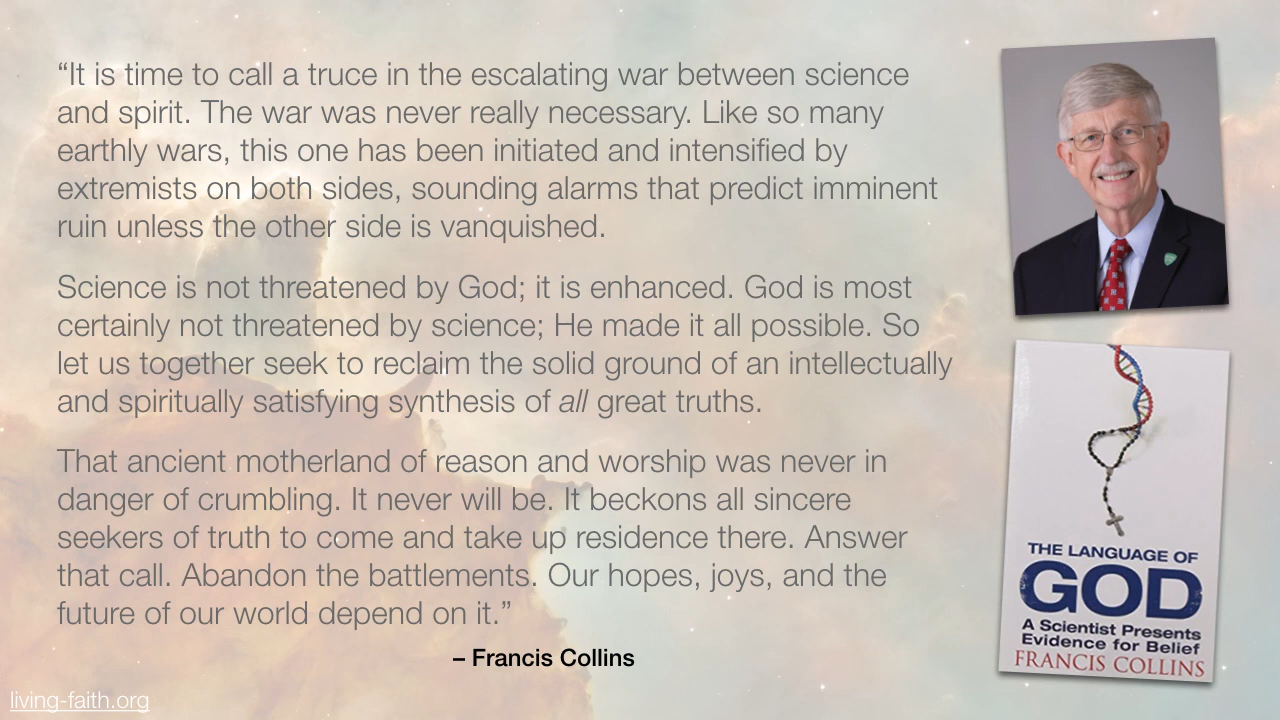 “It is time to call a truce in the escalating war between science
and spirit. The war was never really necessary. Like so many
earthly wars, this one has been initiated and intensified by
extremists on both sides, sounding alarms that predict imminent
ruin unless the other side is vanquished.
Science is not threatened by God; it is enhanced. God is most
certainly not threatened by science; He made it all possible. So
let us together seek to reclaim the solid ground of an intellectually
and spiritually satisfying synthesis of all great truths.
That ancient motherland of reason and worship was never in
danger of crumbling. It never will be. It beckons all sincere
seekers of truth to come and take up residence there. Answer
that call. Abandon the battlements. Our hopes, joys, and the
future of our world depend on it.”
– Francis Collins
THE LANGUAGE OF
GOD
A Scientist Presents
Evidence for Belief
FRANCIS COLLINS
living-faith.org